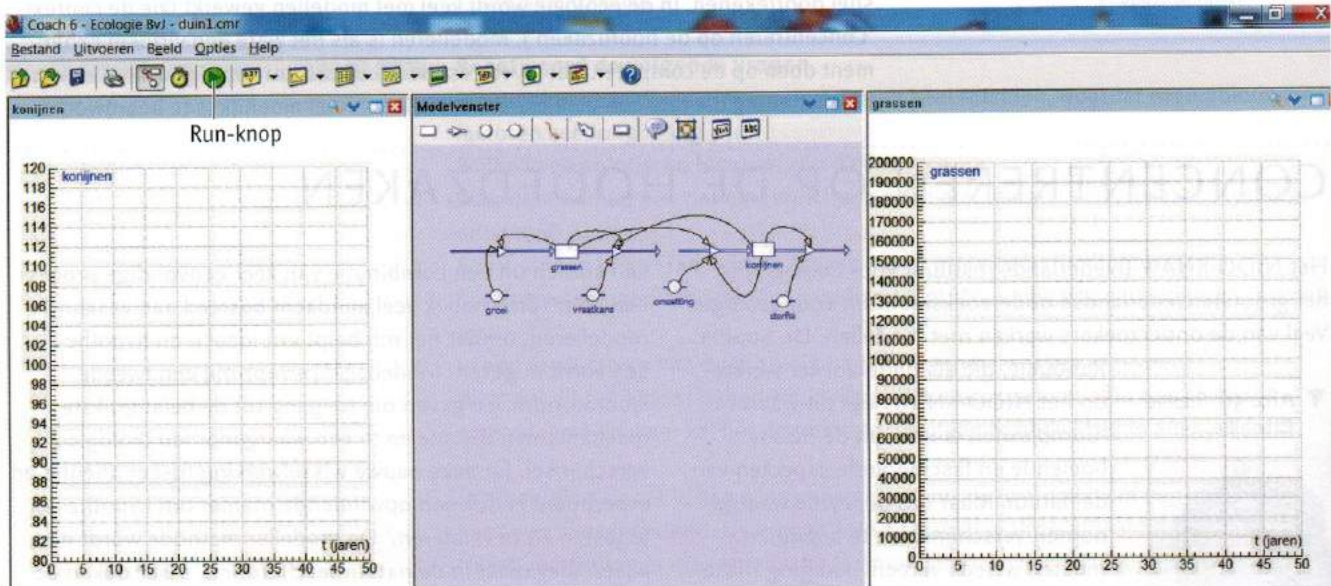 Coach 6 - Ecologie BvJ - duin1.cmr
Bestand Uitvoeren Beeld Opties Help
konijnen
Run-knop
Modelvenster
grassen
120
118
116
114
112
110
108
106
104
102
100
98
96
94
92
90
88
86
84
82
80
konijnen
0 5 10 15 20 25 30 35 40 45 50
t (jaren)
grassen
konijnen
groei
vraatkans
omzetting
sterfte
200000
190000
180000
170000
160000
150000
140000
130000
120000
110000
100000
90000
80000
70000
60000
50000
40000
30000
20000
10000
0
grassen
0 5 10 15 20 25 30 35 40 45 50
t (jaren)